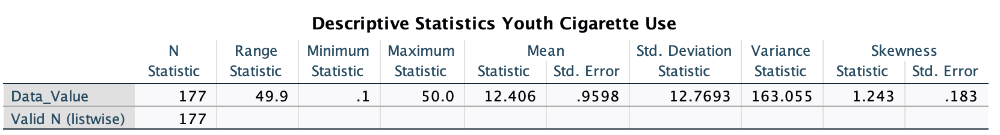 Descriptive Statistics Youth Cigarette Use
N Range Minimum Maximum Mean Std. Deviation Variance Skewness
Statistic Statistic Statistic Statistic Statistic Std. Error Statistic Statistic Statistic Std. Error
Data_Value 177 49.9 .1 50.0 12.406 .9598 12.7693 163.055 1.243 .183
Valid N (listwise) 177